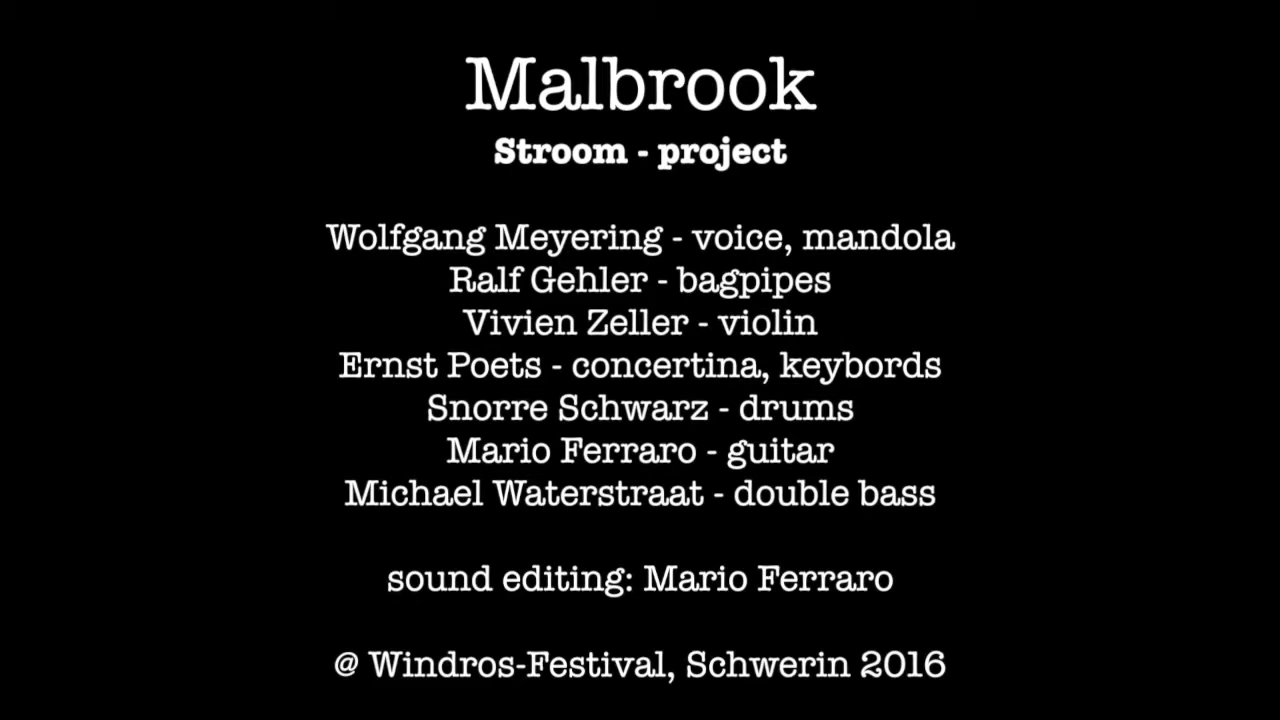 Malbrook
Stroom - project
Wolfgang Meyering - voice, mandola
Ralf Gehler - bagpipes
Vivien Zeller - violin
Ernst Poets - concertina, keybords
Snorre Schwarz - drums
Mario Ferraro - guitar
Michael Waterstraat - double bass
sound editing: Mario Ferraro
@ Windros-Festival, Schwerin 2016